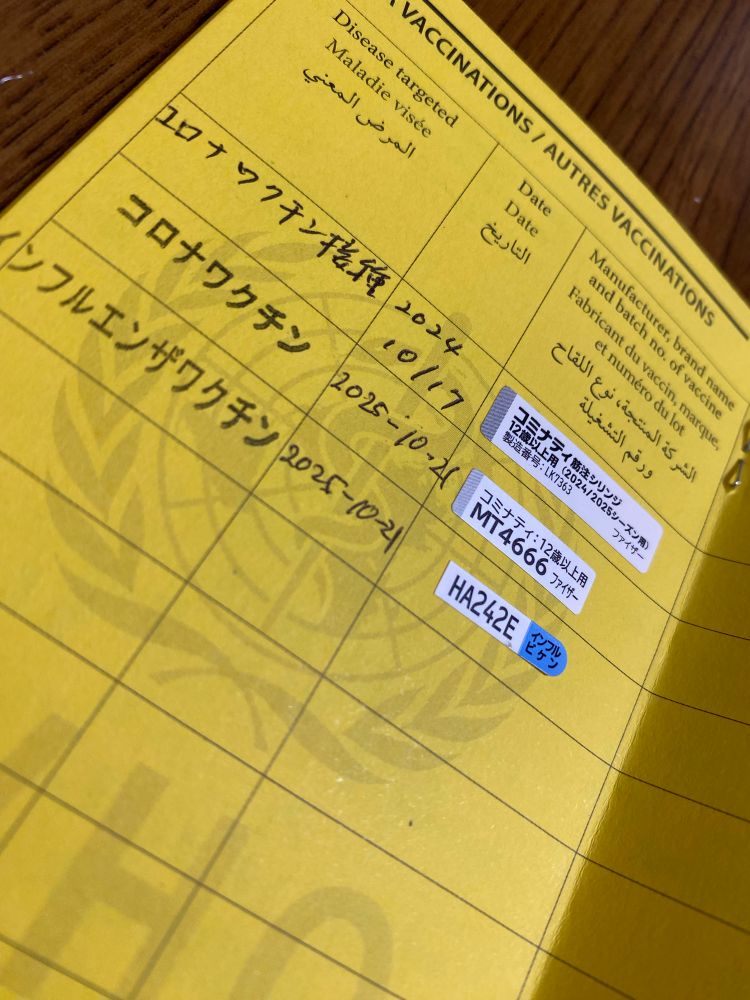 VACCINATIONS / AUTRES VACCINATIONS
Disease targeted
Maladie visée
المرض المعني
Date
Date
التاريخ
Manufacturer, brand name
and batch no. of vaccine
Fabricant du vaccin, marque,
et numéro du lot
الشركة المنتجة، نوع اللقاح
ورقم التشغيلة
コロナワクチン接種
2024
10/17
コミナティ筋注シリンジ
12歳以上用(2024/2025シーズン用)
製造番号:LK7363
ファイザー
コロナワクチン
2025-10-21
コミナティ:12歳以上用
MT4666 ファイザー
インフルエンザワクチン
2025-10-21
HA242E
インフル
ビケン